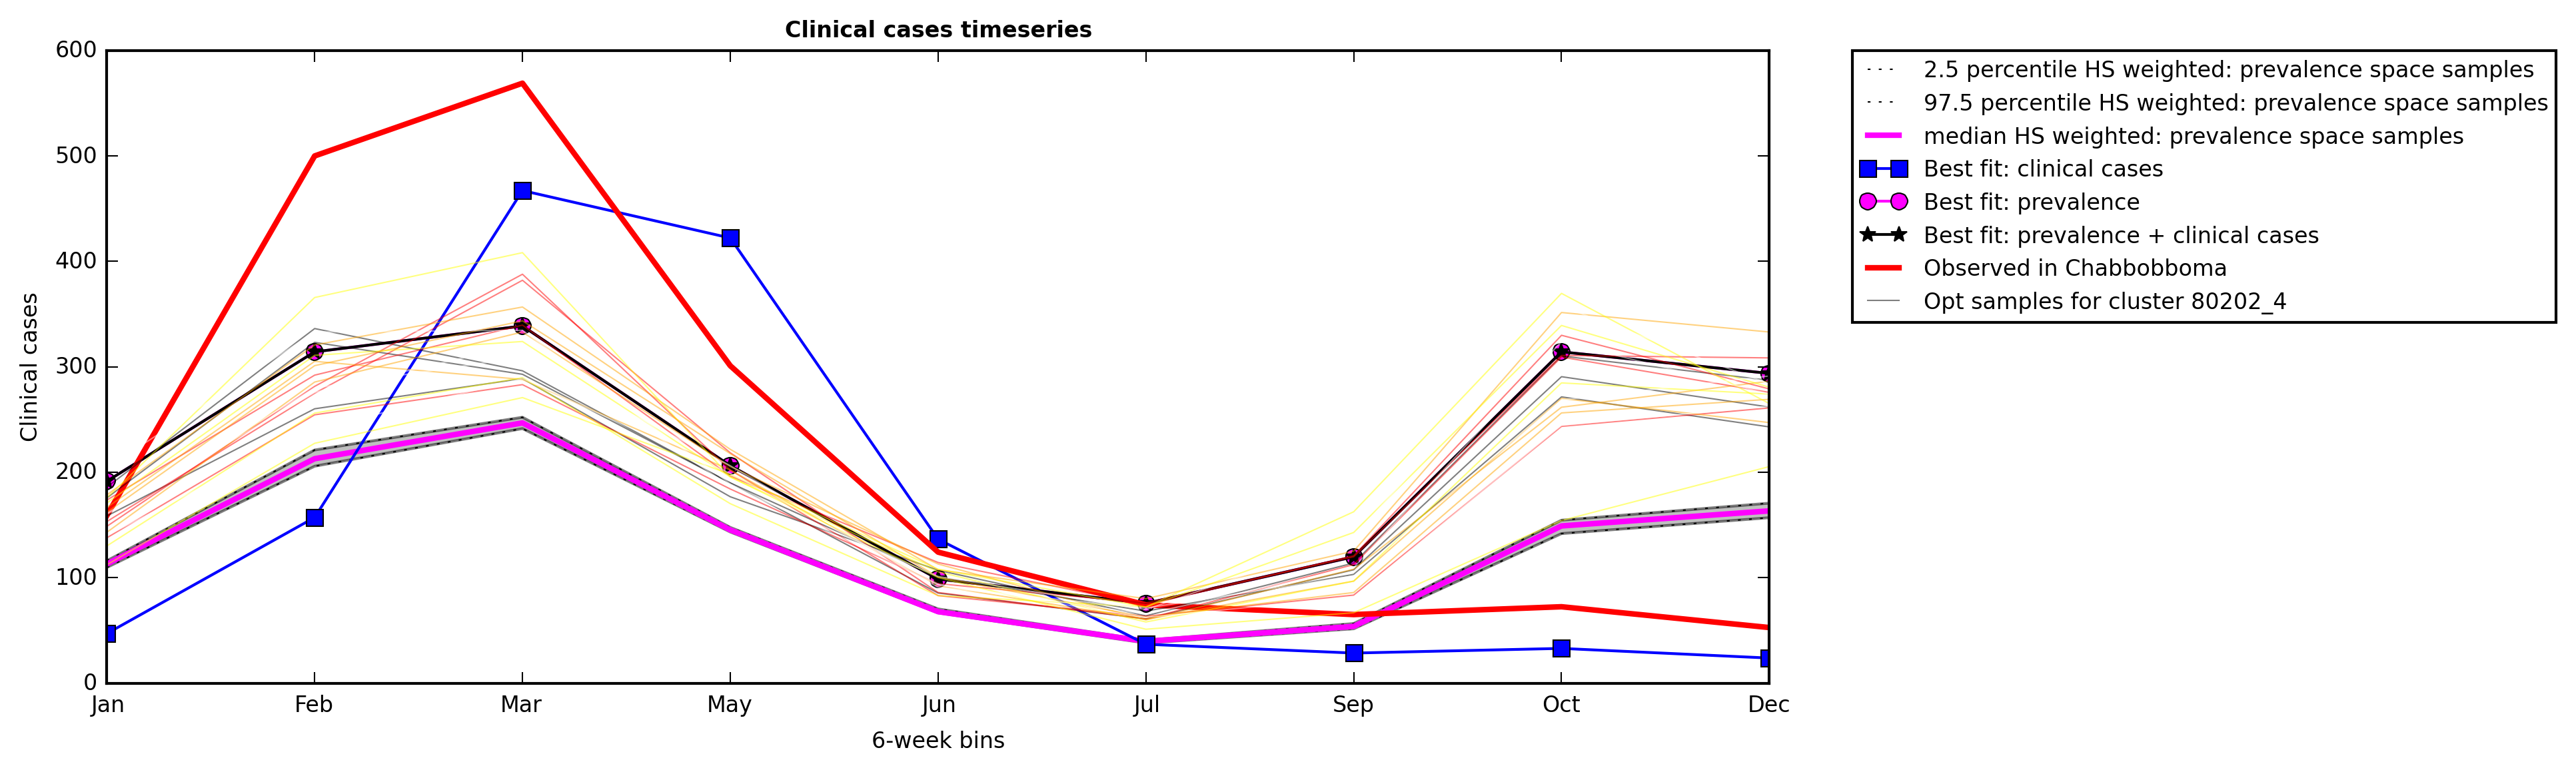 Clinical cases timeseries
600
500
400
300
200
100
0
Clinical cases
Jan Feb Mar May Jun Jul Sep Oct Dec
6-week bins
2.5 percentile HS weighted: prevalence space samples
97.5 percentile HS weighted: prevalence space samples
median HS weighted: prevalence space samples
Best fit: clinical cases
Best fit: prevalence
Best fit: prevalence + clinical cases
Observed in Chabbobboma
Opt samples for cluster 80202_4